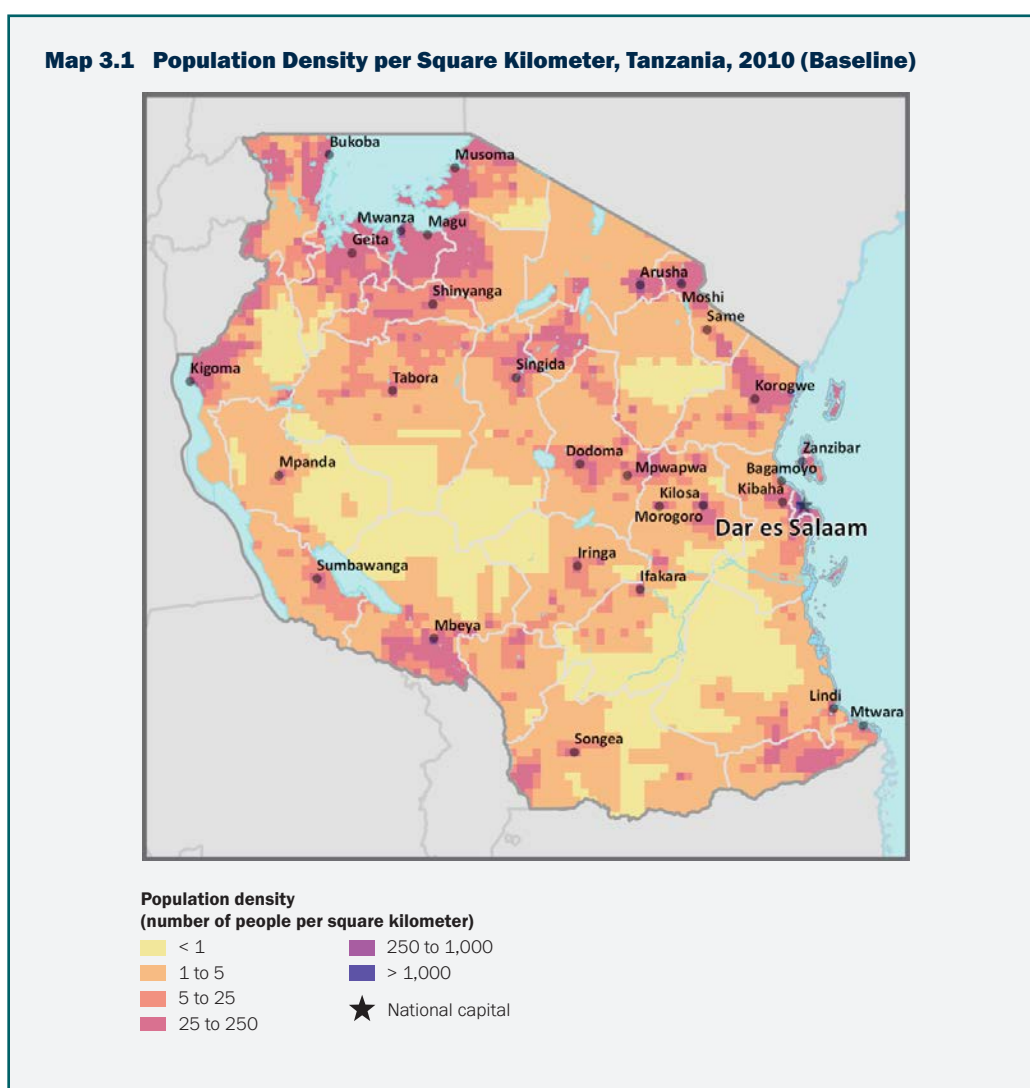 Map 3.1 Population Density per Square Kilometer, Tanzania, 2010 (Baseline)
Bukoba
Musoma
Mwanza
Magu
Geita
Arusha
Shinyanga
Moshi
Same
Kigoma
Singida
Tabora
Korogwe
Zanzibar
Dodoma
Mpanda
Mpwapwa
Bagamoyo
Kilosa
Kibaha
Morogoro
Dar es Salaam
Iringa
Sumbawanga
Ifakara
Mbeya
Lindi
Mtwara
Songea
Population density
(number of people per square kilometer)
< 1
1 to 5
5 to 25
25 to 250
250 to 1,000
> 1,000
National capital